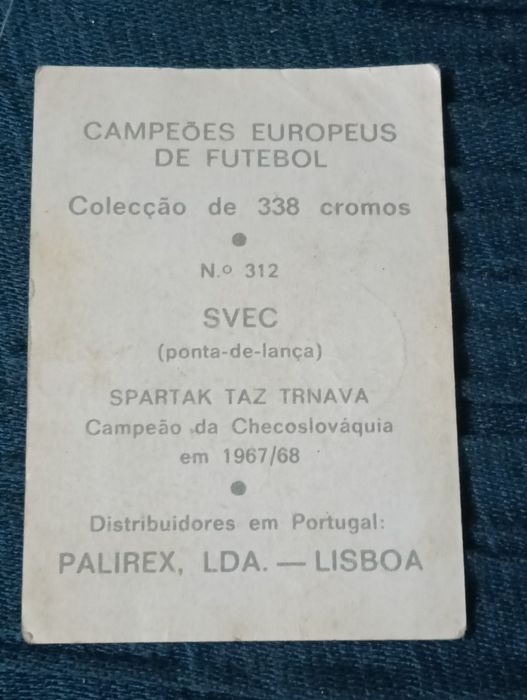 CAMPEÕES EUROPEUS
DE FUTEBOL
Colecção de 338 cromos
●
N.º 312
SVEC
(ponta-de-lança)
SPARTAK TAZ TRNAVA
Campeão da Checoslováquia
em 1967/68
●
Distribuidores em Portugal:
PALIREX, LDA. — LISBOA